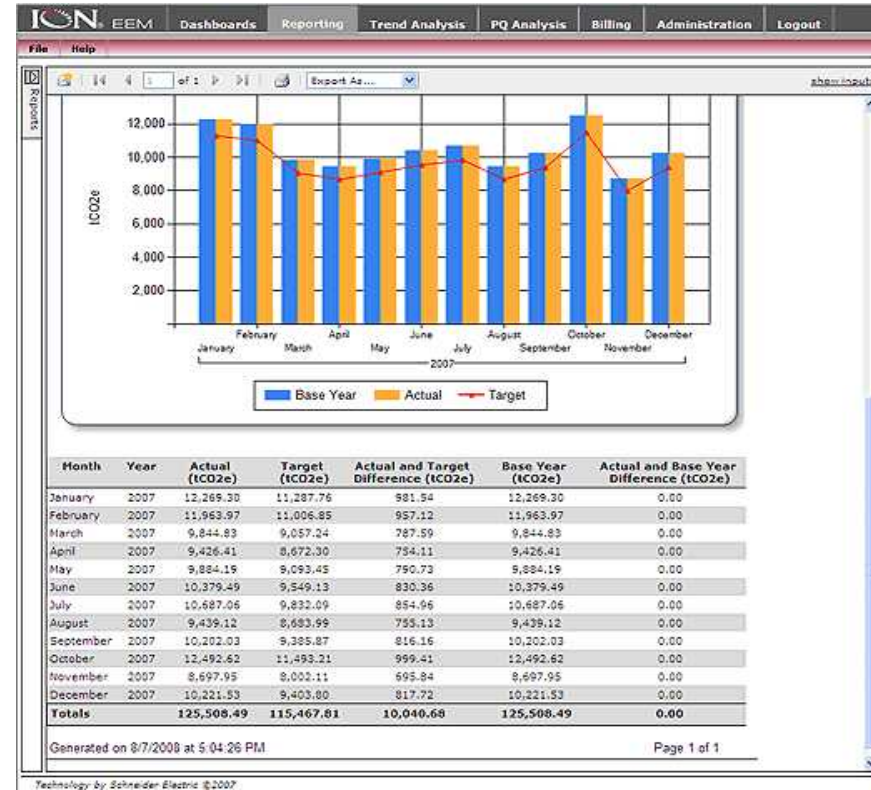 ION. EEM Dashboards Reporting Trend Analysis PQ Analysis Billing Administration Logout
File Help
Reports
1 of 1 Export As... show inputs
tCO2e
12,000
10,000
8,000
6,000
4,000
2,000
February April June August October December
January March May July September November
2007
Base Year Actual Target
Month Year Actual (tCO2e) Target (tCO2e) Actual and Target Difference (tCO2e) Base Year (tCO2e) Actual and Base Year Difference (tCO2e)
January 2007 12,269.30 11,287.76 981.54 12,269.30 0.00
February 2007 11,963.97 11,006.85 957.12 11,963.97 0.00
March 2007 9,844.83 9,057.24 787.59 9,844.83 0.00
April 2007 9,426.41 8,672.30 754.11 9,426.41 0.00
May 2007 9,884.19 9,093.45 790.73 9,884.19 0.00
June 2007 10,379.49 9,549.13 830.36 10,379.49 0.00
July 2007 10,687.06 9,832.09 854.96 10,687.06 0.00
August 2007 9,439.12 8,683.99 755.13 9,439.12 0.00
September 2007 10,202.03 9,385.87 816.16 10,202.03 0.00
October 2007 12,492.62 11,493.21 999.41 12,492.62 0.00
November 2007 8,697.95 8,002.11 695.84 8,697.95 0.00
December 2007 10,221.53 9,403.80 817.72 10,221.53 0.00
Totals 125,508.49 115,467.81 10,040.68 125,508.49 0.00
Generated on 8/7/2008 at 5:04:26 PM Page 1 of 1
Technology by Schneider Electric ©2007